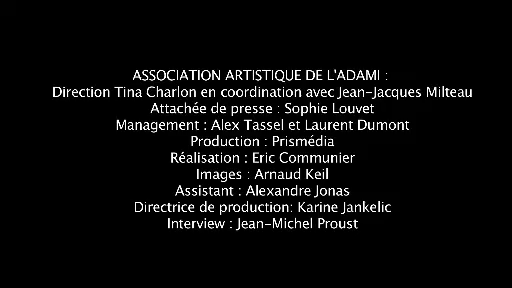 ASSOCIATION ARTISTIQUE DE L'ADAMI :
Direction Tina Charlon en coordination avec Jean-Jacques Milteau
Attachée de presse : Sophie Louvet
Management : Alex Tassel et Laurent Dumont
Production : Prismédia
Réalisation : Eric Communier
Images : Arnaud Keil
Assistant : Alexandre Jonas
Directrice de production: Karine Jankelic
Interview : Jean-Michel Proust